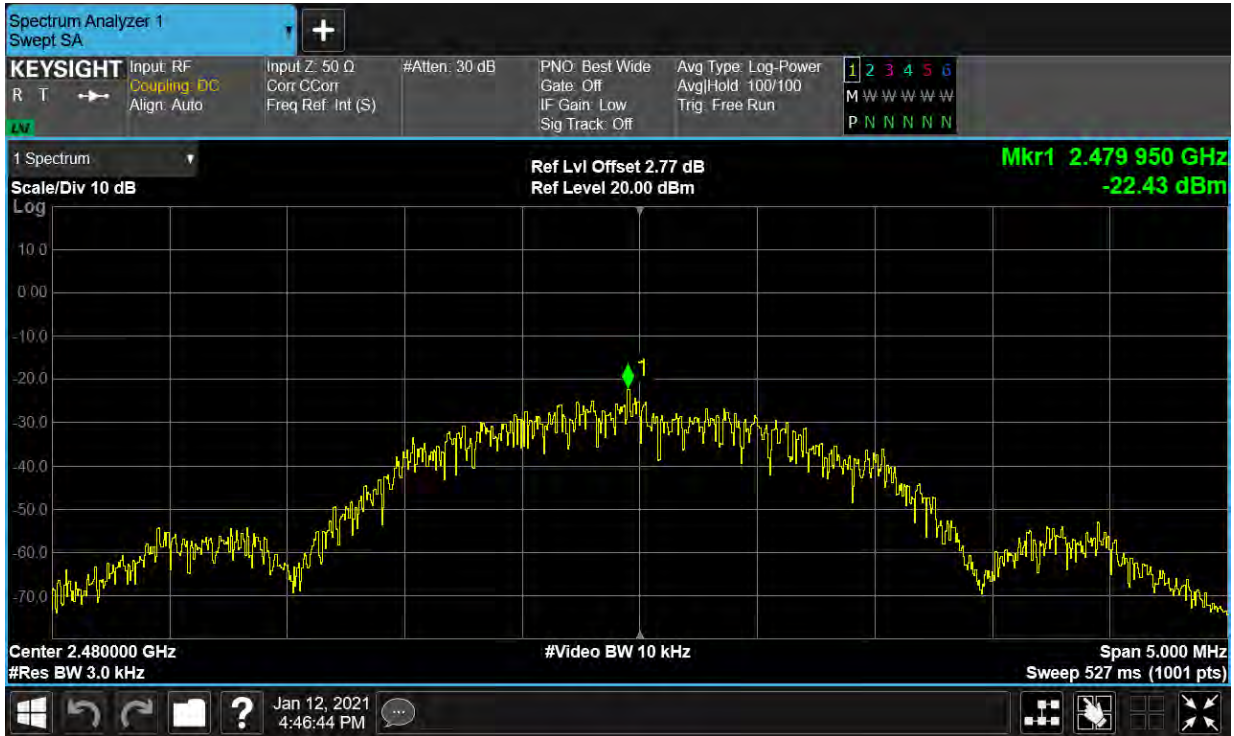 Spectrum Analyzer 1
Swept SA
KEYSIGHT
R T
Input: RF
Coupling: DC
Align: Auto
Input Z: 50 Ω
Corr CCorr
Freq Ref: Int (S)
#Atten: 30 dB
PNO: Best Wide
Gate: Off
IF Gain: Low
Sig Track: Off
Avg Type: Log-Power
Avg|Hold: 100/100
Trig: Free Run
1 2 3 4 5 6
M W W W W W
P N N N N N
1 Spectrum
Scale/Div 10 dB
Log
Ref Lvl Offset 2.77 dB
Ref Level 20.00 dBm
Mkr1 2.479 950 GHz
-22.43 dBm
10.0
0.00
-10.0
-20.0
-30.0
-40.0
-50.0
-60.0
-70.0
1
Center 2.480000 GHz
#Res BW 3.0 kHz
#Video BW 10 kHz
Span 5.000 MHz
Sweep 527 ms (1001 pts)
?
Jan 12, 2021
4:46:44 PM